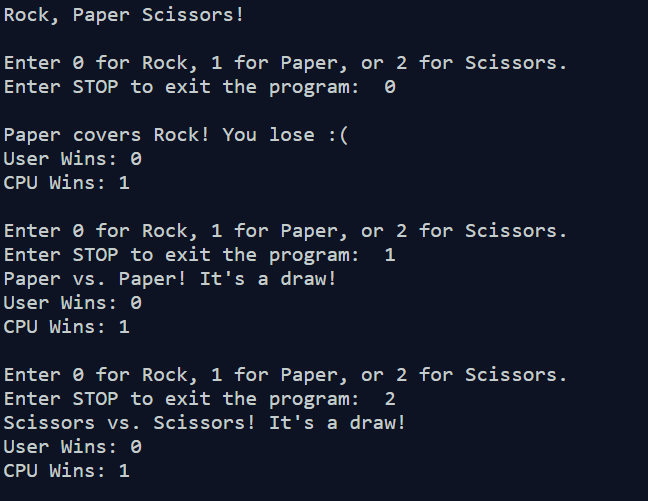 Rock, Paper Scissors!
Enter 0 for Rock, 1 for Paper, or 2 for Scissors.
Enter STOP to exit the program:  0
Paper covers Rock! You lose :(
User Wins: 0
CPU Wins: 1
Enter 0 for Rock, 1 for Paper, or 2 for Scissors.
Enter STOP to exit the program:  1
Paper vs. Paper! It's a draw!
User Wins: 0
CPU Wins: 1
Enter 0 for Rock, 1 for Paper, or 2 for Scissors.
Enter STOP to exit the program:  2
Scissors vs. Scissors! It's a draw!
User Wins: 0
CPU Wins: 1